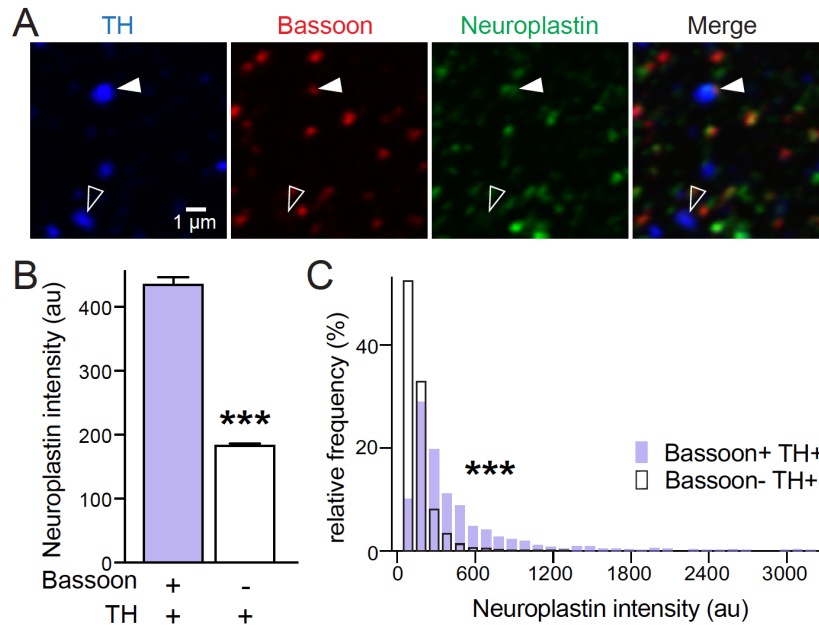 A
TH
Bassoon
Neuroplastin
Merge
1 µm
B
Neuroplastin intensity (au)
400
300
200
100
0
***
Bassoon + -
TH + +
C
relative frequency (%)
40
20
0
***
Bassoon+ TH+
Bassoon- TH+
0 600 1200 1800 2400 3000
Neuroplastin intensity (au)